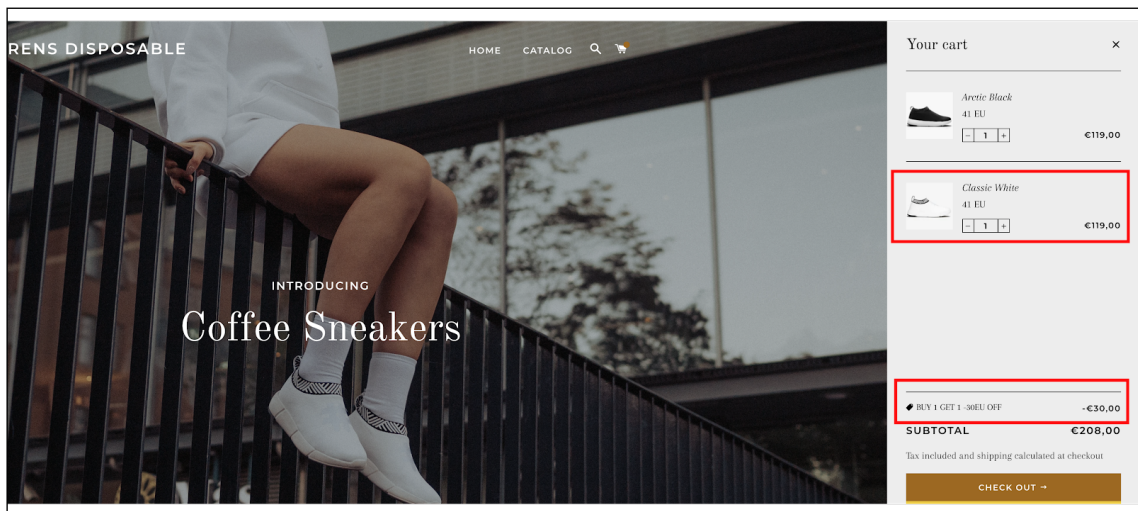 RENS DISPOSABLE
HOME CATALOG
INTRODUCING
Coffee Sneakers
Your cart ×
Arctic Black
41 EU
− 1 +
€119,00
Classic White
41 EU
− 1 +
€119,00
BUY 1 GET 1 -30EU OFF -€30,00
SUBTOTAL €208,00
Tax included and shipping calculated at checkout
CHECK OUT →